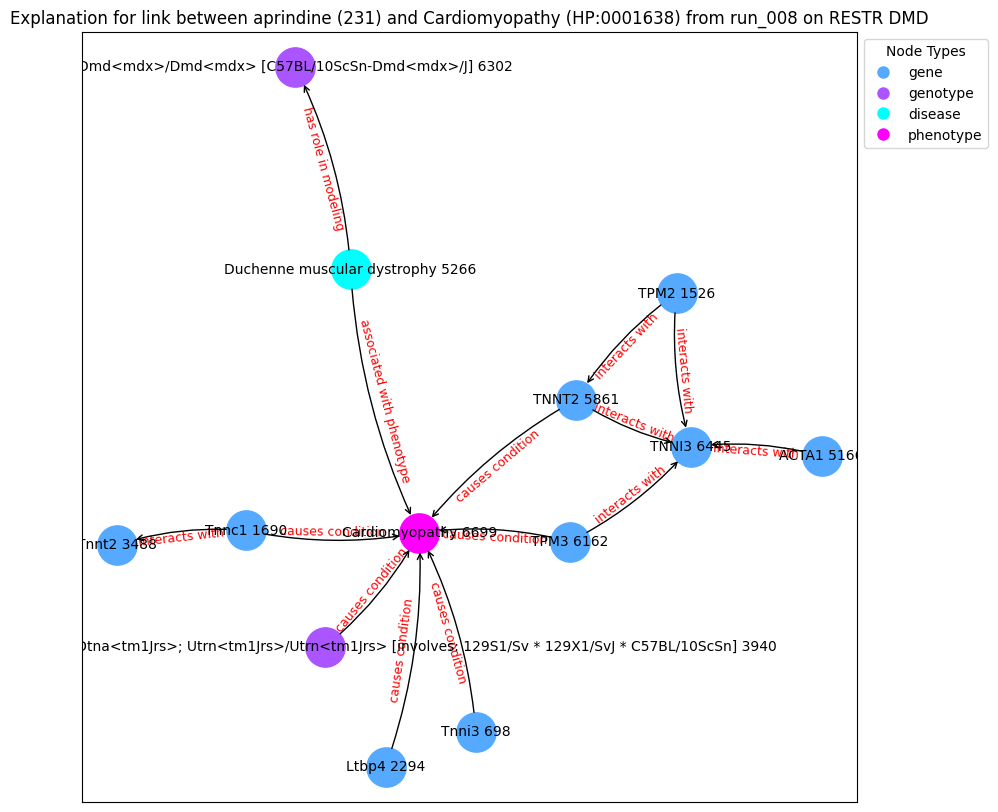 Explanation for link between aprindine (231) and Cardiomyopathy (HP:0001638) from run_008 on RESTR DMD
Node Types
gene
genotype
disease
phenotype
Dmd<mdx>/Dmd<mdx> [C57BL/10ScSn-Dmd<mdx>/J] 6302
has role in modeling
Duchenne muscular dystrophy 5266
associated with phenotype
TPM2 1526
interacts with
interacts with
TNNT2 5861
interacts with
TNNI3 6445
interacts with
ACTA1 5166
causes condition
interacts with
Tnnt2 3488
interacts with
Tnnc1 1690
causes condition
Cardiomyopathy 6699
causes condition
TPM3 6162
causes condition
Dtna<tm1Jrs>; Utrn<tm1Jrs>/Utrn<tm1Jrs> [involves: 129S1/Sv * 129X1/SvJ * C57BL/10ScSn] 3940
causes condition
causes condition
Tnni3 698
Ltbp4 2294